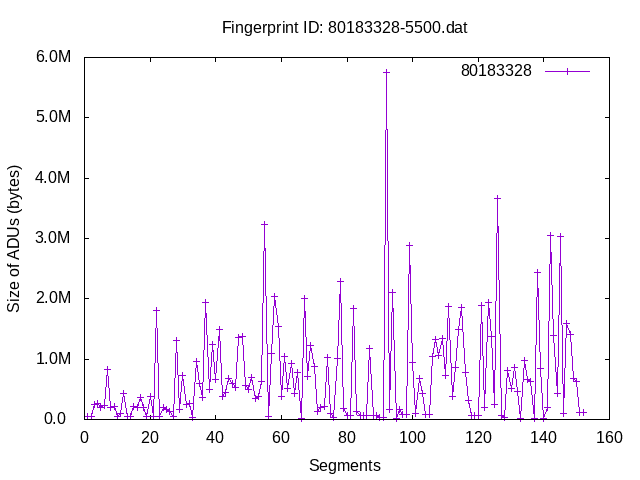 Fingerprint ID: 80183328-5500.dat
80183328
6.0M
5.0M
4.0M
3.0M
2.0M
1.0M
0.0
Size of ADUs (bytes)
0 20 40 60 80 100 120 140 160
Segments